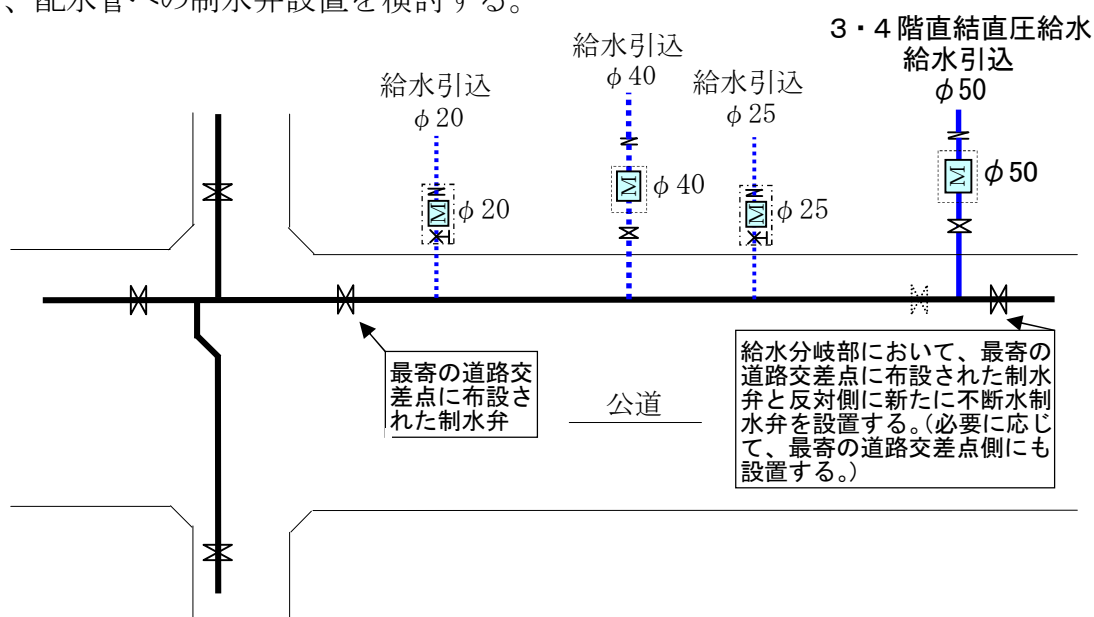 、配水管への制水弁設置を検討する。
3・4階直結直圧給水
給水引込
φ50
給水引込
φ40
給水引込
φ20
給水引込
φ25
M
φ20
M
φ40
M
φ25
M
φ50
最寄の道路交
差点に布設さ
れた制水弁
公道
給水分岐部において、最寄の
道路交差点に布設された制水
弁と反対側に新たに不断水制
水弁を設置する。(必要に応じ
て、最寄の道路交差点側にも
設置する。)